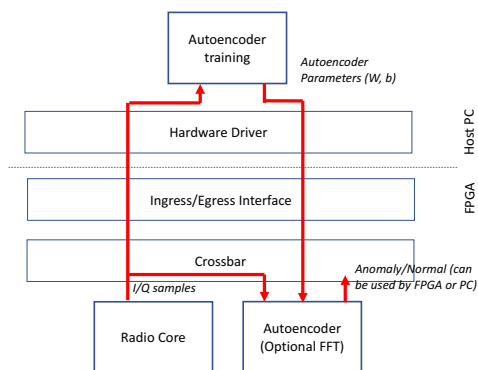 Autoencoder
training
Autoencoder
Parameters (W, b)
Hardware Driver
Host PC
Ingress/Egress Interface
FPGA
Crossbar
I/Q samples
Anomaly/Normal (can
be used by FPGA or PC)
Radio Core
Autoencoder
(Optional FFT)